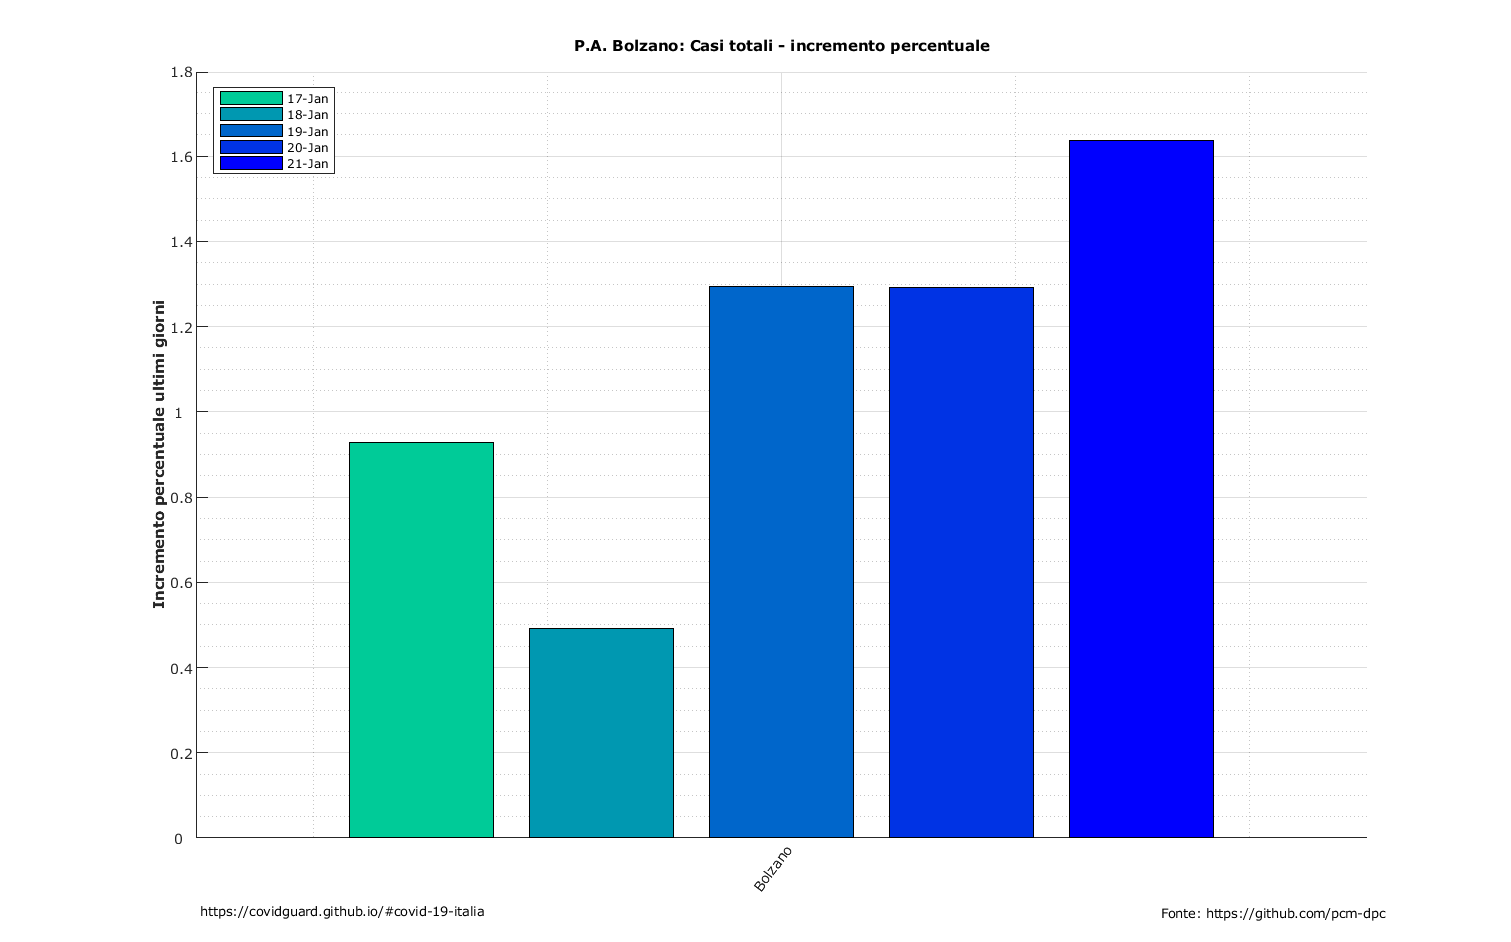 P.A. Bolzano: Casi totali - incremento percentuale
Incremento percentuale ultimi giorni
1.8
1.6
1.4
1.2
1
0.8
0.6
0.4
0.2
0
17-Jan
18-Jan
19-Jan
20-Jan
21-Jan
Bolzano
https://covidguard.github.io/#covid-19-italia
Fonte: https://github.com/pcm-dpc